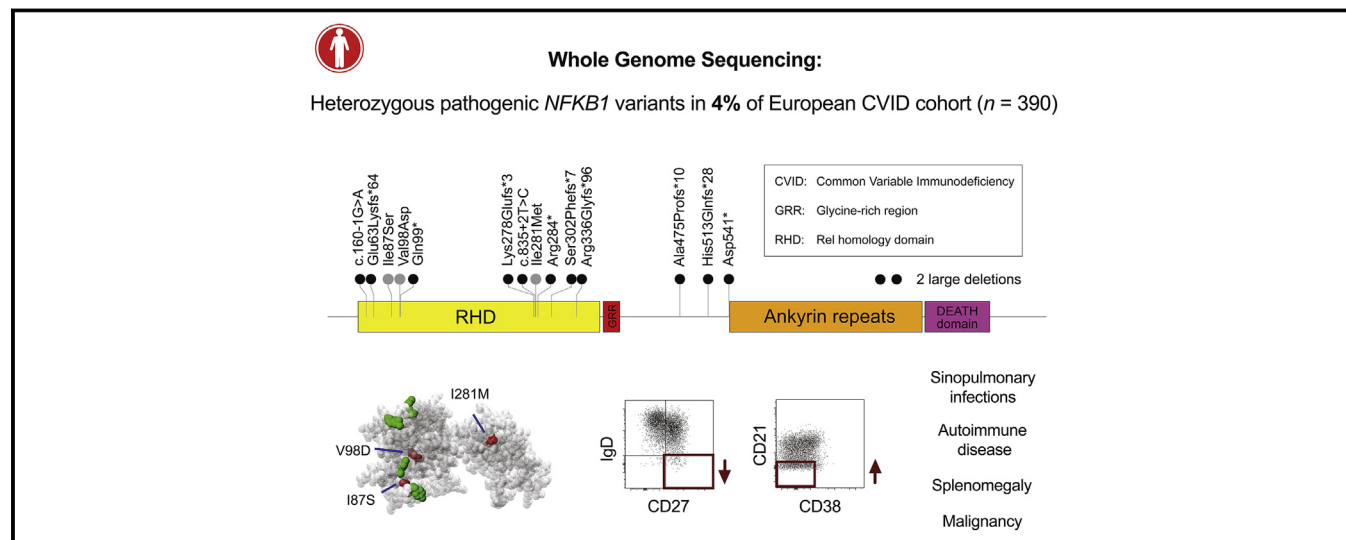 Whole Genome Sequencing:
Heterozygous pathogenic NFKB1 variants in 4% of European CVID cohort (n = 390)
c.160-1G>A
Glu63Lysfs*64
Ile87Ser
Val98Asp
Gln99*
Lys278Glufs*3
c.835+2T>C
Ile281Met
Arg284*
Ser302Phefs*7
Arg336Glyfs*96
Ala475Profs*10
His513Glnfs*28
Asp541*
CVID: Common Variable Immunodeficiency
GRR: Glycine-rich region
RHD: Rel homology domain
2 large deletions
RHD
GRR
Ankyrin repeats
DEATH
domain
I281M
V98D
I87S
IgD
CD27
CD21
CD38
Sinopulmonary
infections
Autoimmune
disease
Splenomegaly
Malignancy